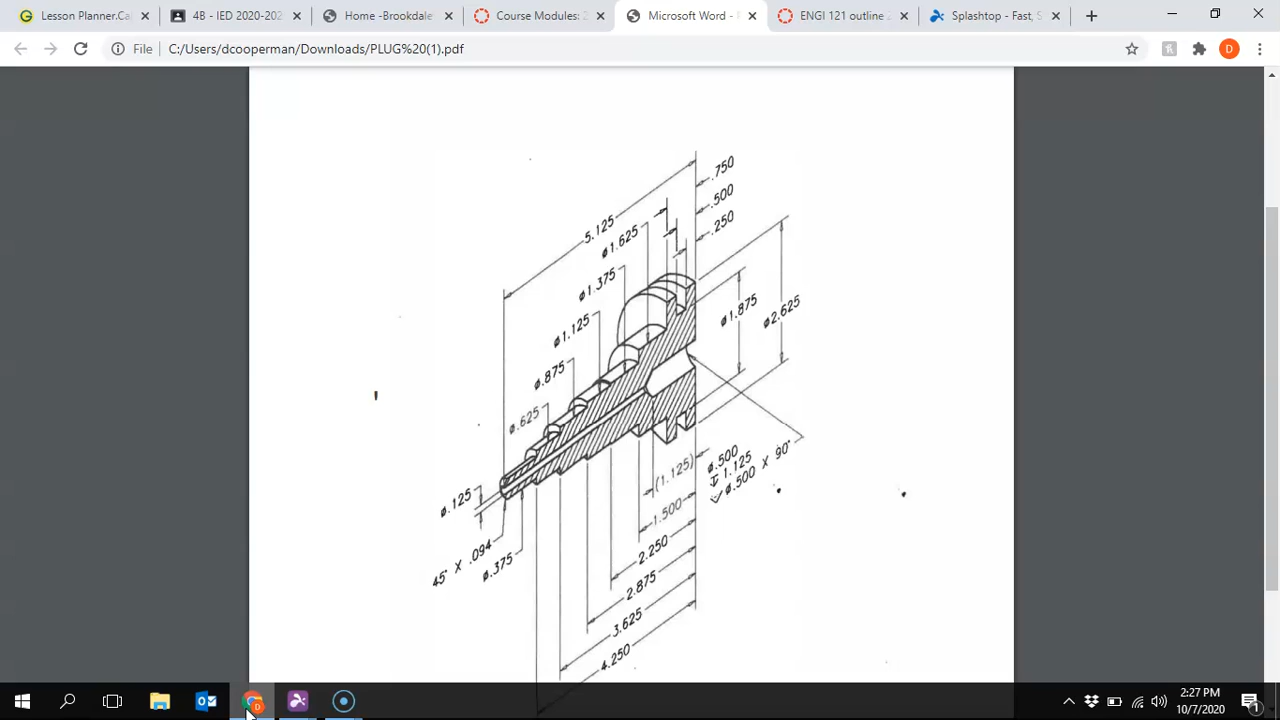 Lesson Planner.Ca
4B - IED 2020-202
Home -Brookdale
Course Modules: 2
Microsoft Word -
ENGI 121 outline
Splashtop - Fast, S
File
C:/Users/dcooperman/Downloads/PLUG%20(1).pdf
D
.750
.500
.250
5.125
ø1.625
ø1.375
ø1.125
ø.875
ø.625
ø1.875
ø2.625
ø.125
45° X .094
ø.375
(1.125)
ø.500
↧ 1.125
⌵ ø.500 X 90°
1.500
2.250
2.875
3.625
4.250
D
2:27 PM
10/7/2020
1